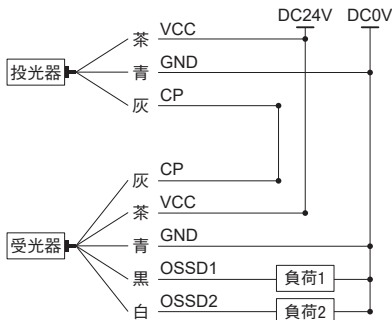 DC24V DC0V
茶 VCC
投光器 青 GND
灰 CP
灰 CP
茶 VCC
受光器 青 GND
黒 OSSD1 負荷1
白 OSSD2 負荷2